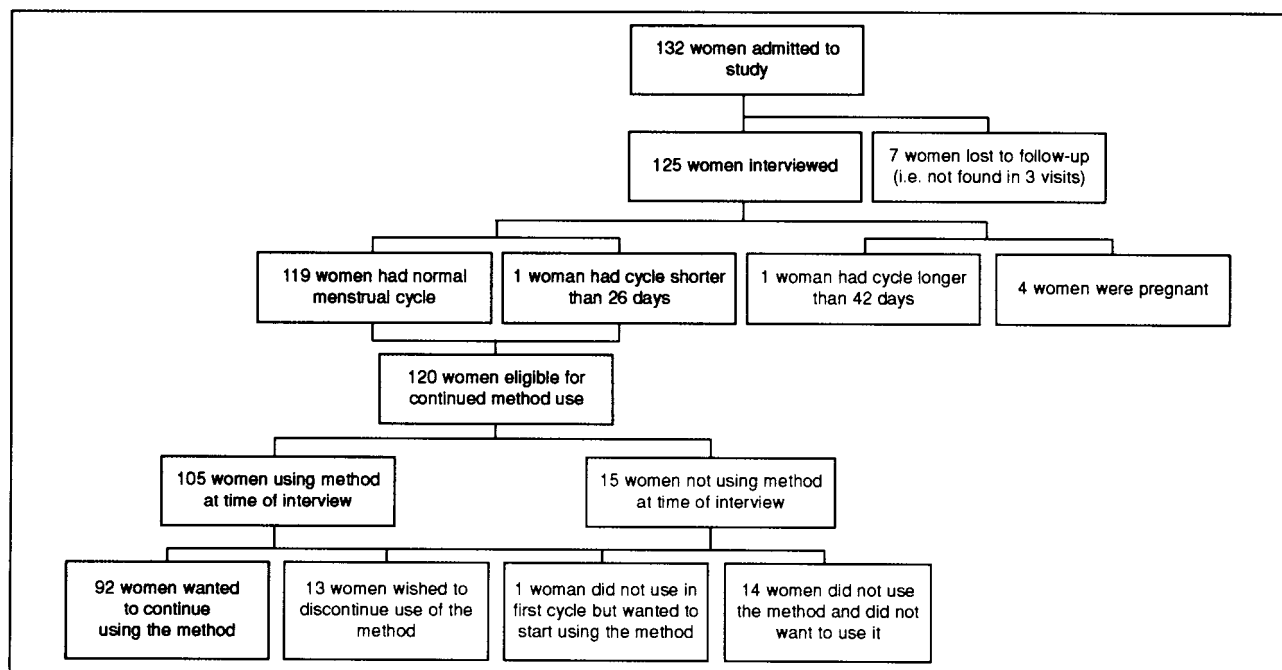 132 women admitted to
study
125 women interviewed
7 women lost to follow-up
(i.e. not found in 3 visits)
119 women had normal
menstrual cycle
1 woman had cycle shorter
than 26 days
1 woman had cycle longer
than 42 days
4 women were pregnant
120 women eligible for
continued method use
105 women using method
at time of interview
15 women not using method
at time of interview
92 women wanted
to continue
using the method
13 women wished to
discontinue use of the
method
1 woman did not use in
first cycle but wanted to
start using the method
14 women did not use
the method and did not
want to use it